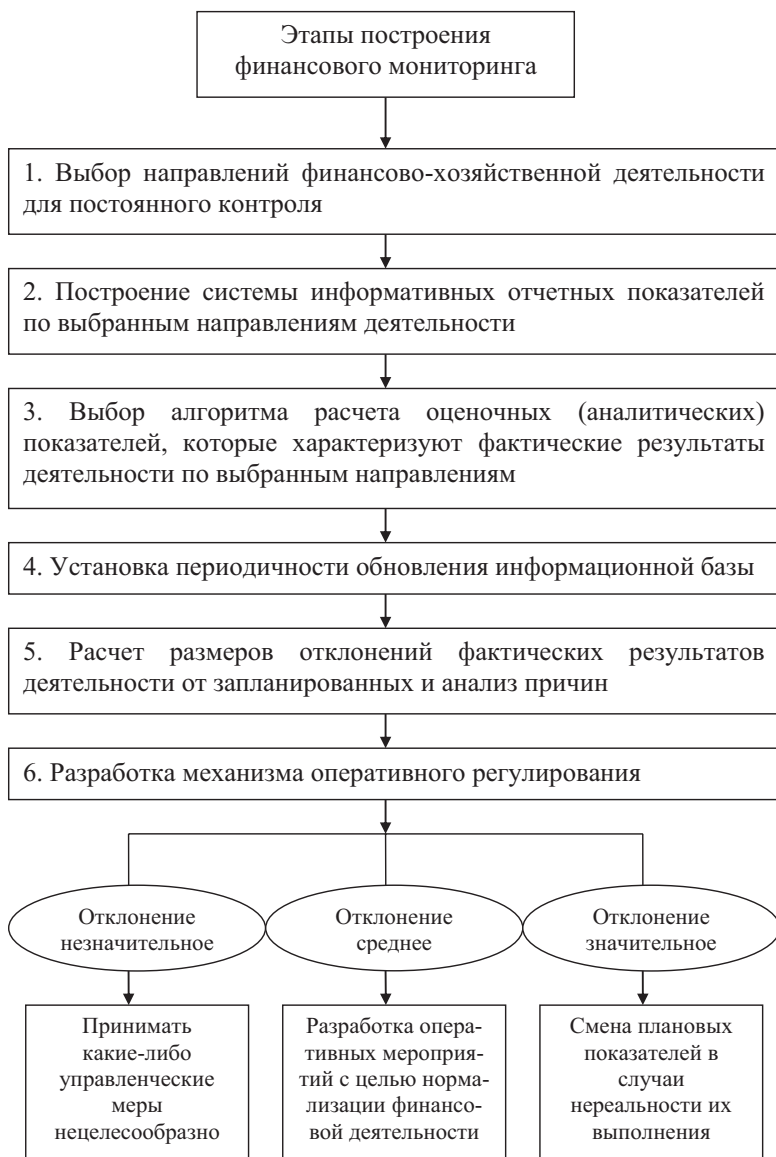 Этапы построения
финансового мониторинга
1. Выбор направлений финансово-хозяйственной деятельности
для постоянного контроля
2. Построение системы информативных отчетных показателей
по выбранным направлениям деятельности
3. Выбор алгоритма расчета оценочных (аналитических)
показателей, которые характеризуют фактические результаты
деятельности по выбранным направлениям
4. Установка периодичности обновления информационной базы
5. Расчет размеров отклонений фактических результатов
деятельности от запланированных и анализ причин
6. Разработка механизма оперативного регулирования
Отклонение
незначительное
Отклонение
среднее
Отклонение
значительное
Принимать
какие-либо
управленческие
меры
нецелесообразно
Разработка опера-
тивных мероприя-
тий с целью норма-
лизации финансо-
вой деятельности
Смена плановых
показателей в
случаи
нереальности их
выполнения